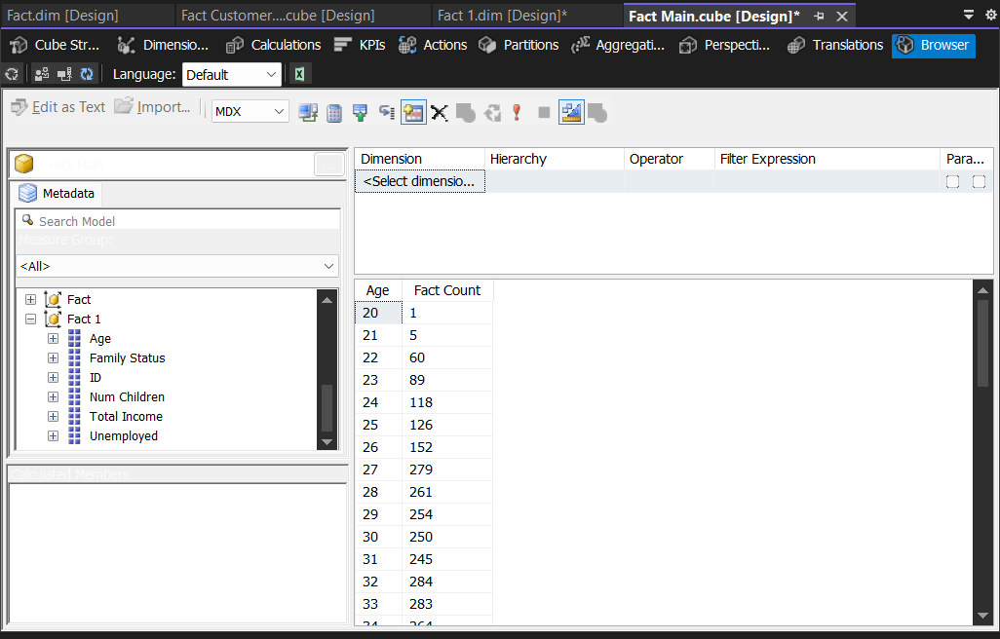 Fact.dim [Design]
Fact Customer....cube [Design]
Fact 1.dim [Design]*
Fact Main.cube [Design]*
Cube Str...
Dimensio...
Calculations
KPIs
Actions
Partitions
Aggregati...
Perspecti...
Translations
Browser
Language:
Default
Edit as Text
Import...
MDX
Metadata
Search Model
Measure Group:
<All>
Fact
Fact 1
Age
Family Status
ID
Num Children
Total Income
Unemployed
Calculated Members
Dimension Hierarchy Operator Filter Expression Para...
<Select dimensio...
Age Fact Count
20 1
21 5
22 60
23 89
24 118
25 126
26 152
27 279
28 261
29 254
30 250
31 245
32 284
33 283
34 264